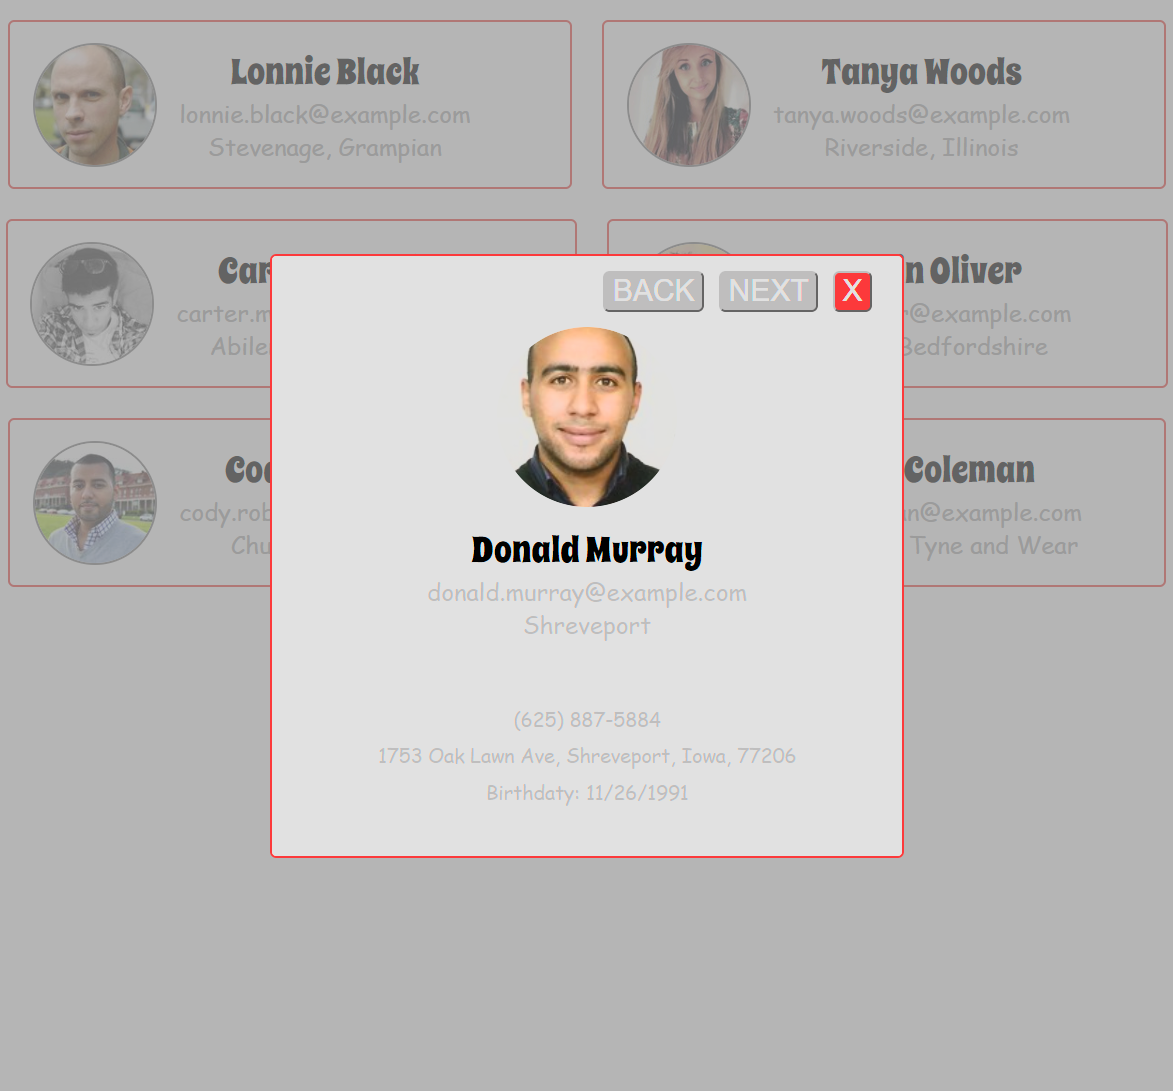 Lonnie Black
lonnie.black@example.com
Stevenage, Grampian
Tanya Woods
tanya.woods@example.com
Riverside, Illinois
BACK NEXT X
Donald Murray
donald.murray@example.com
Shreveport
(625) 887-5884
1753 Oak Lawn Ave, Shreveport, Iowa, 77206
Birthdaty: 11/26/1991
Car
carter.m
Abile
n Oliver
r@example.com
Bedfordshire
Cod
cody.rob
Chu
Coleman
an@example.com
Tyne and Wear